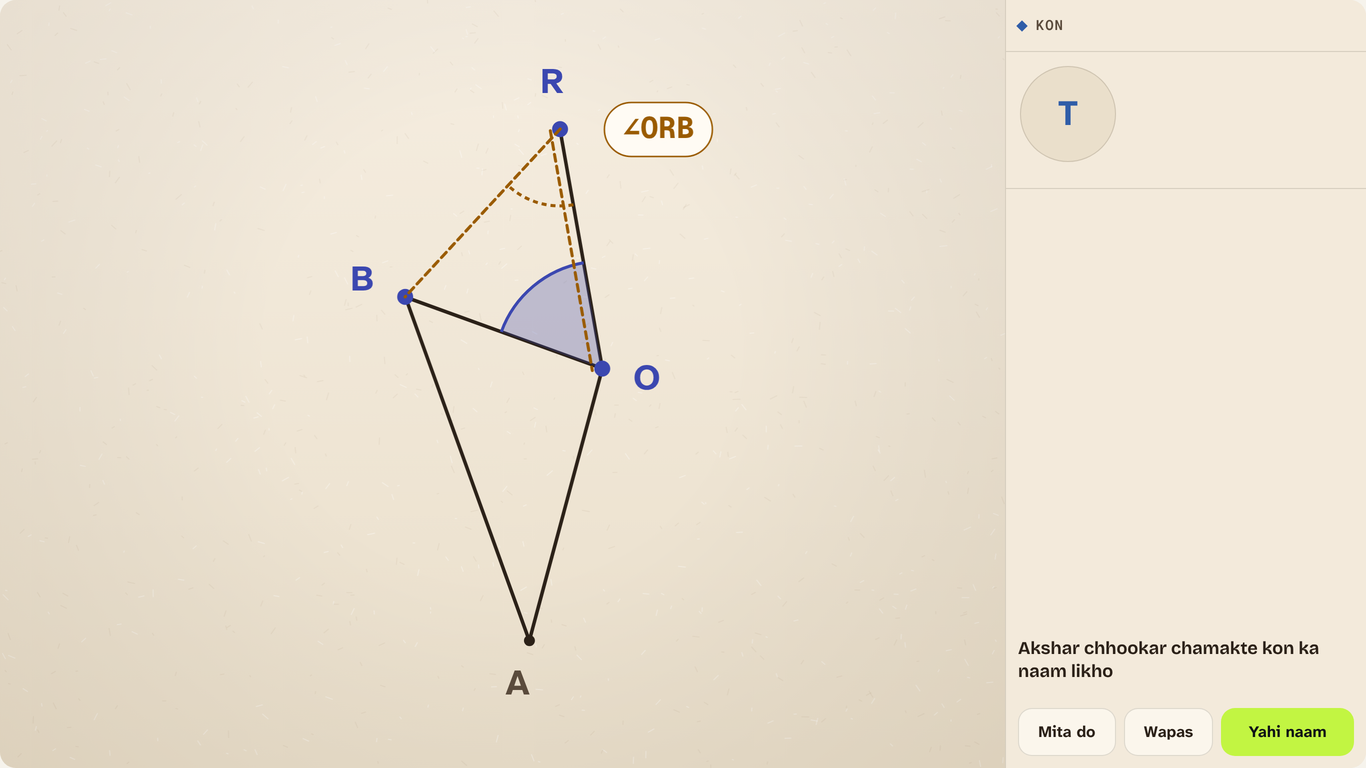 R
∠ORB
B
O
A
KON
T
Akshar chhookar chamakte kon ka
naam likho
Mita do
Wapas
Yahi naam